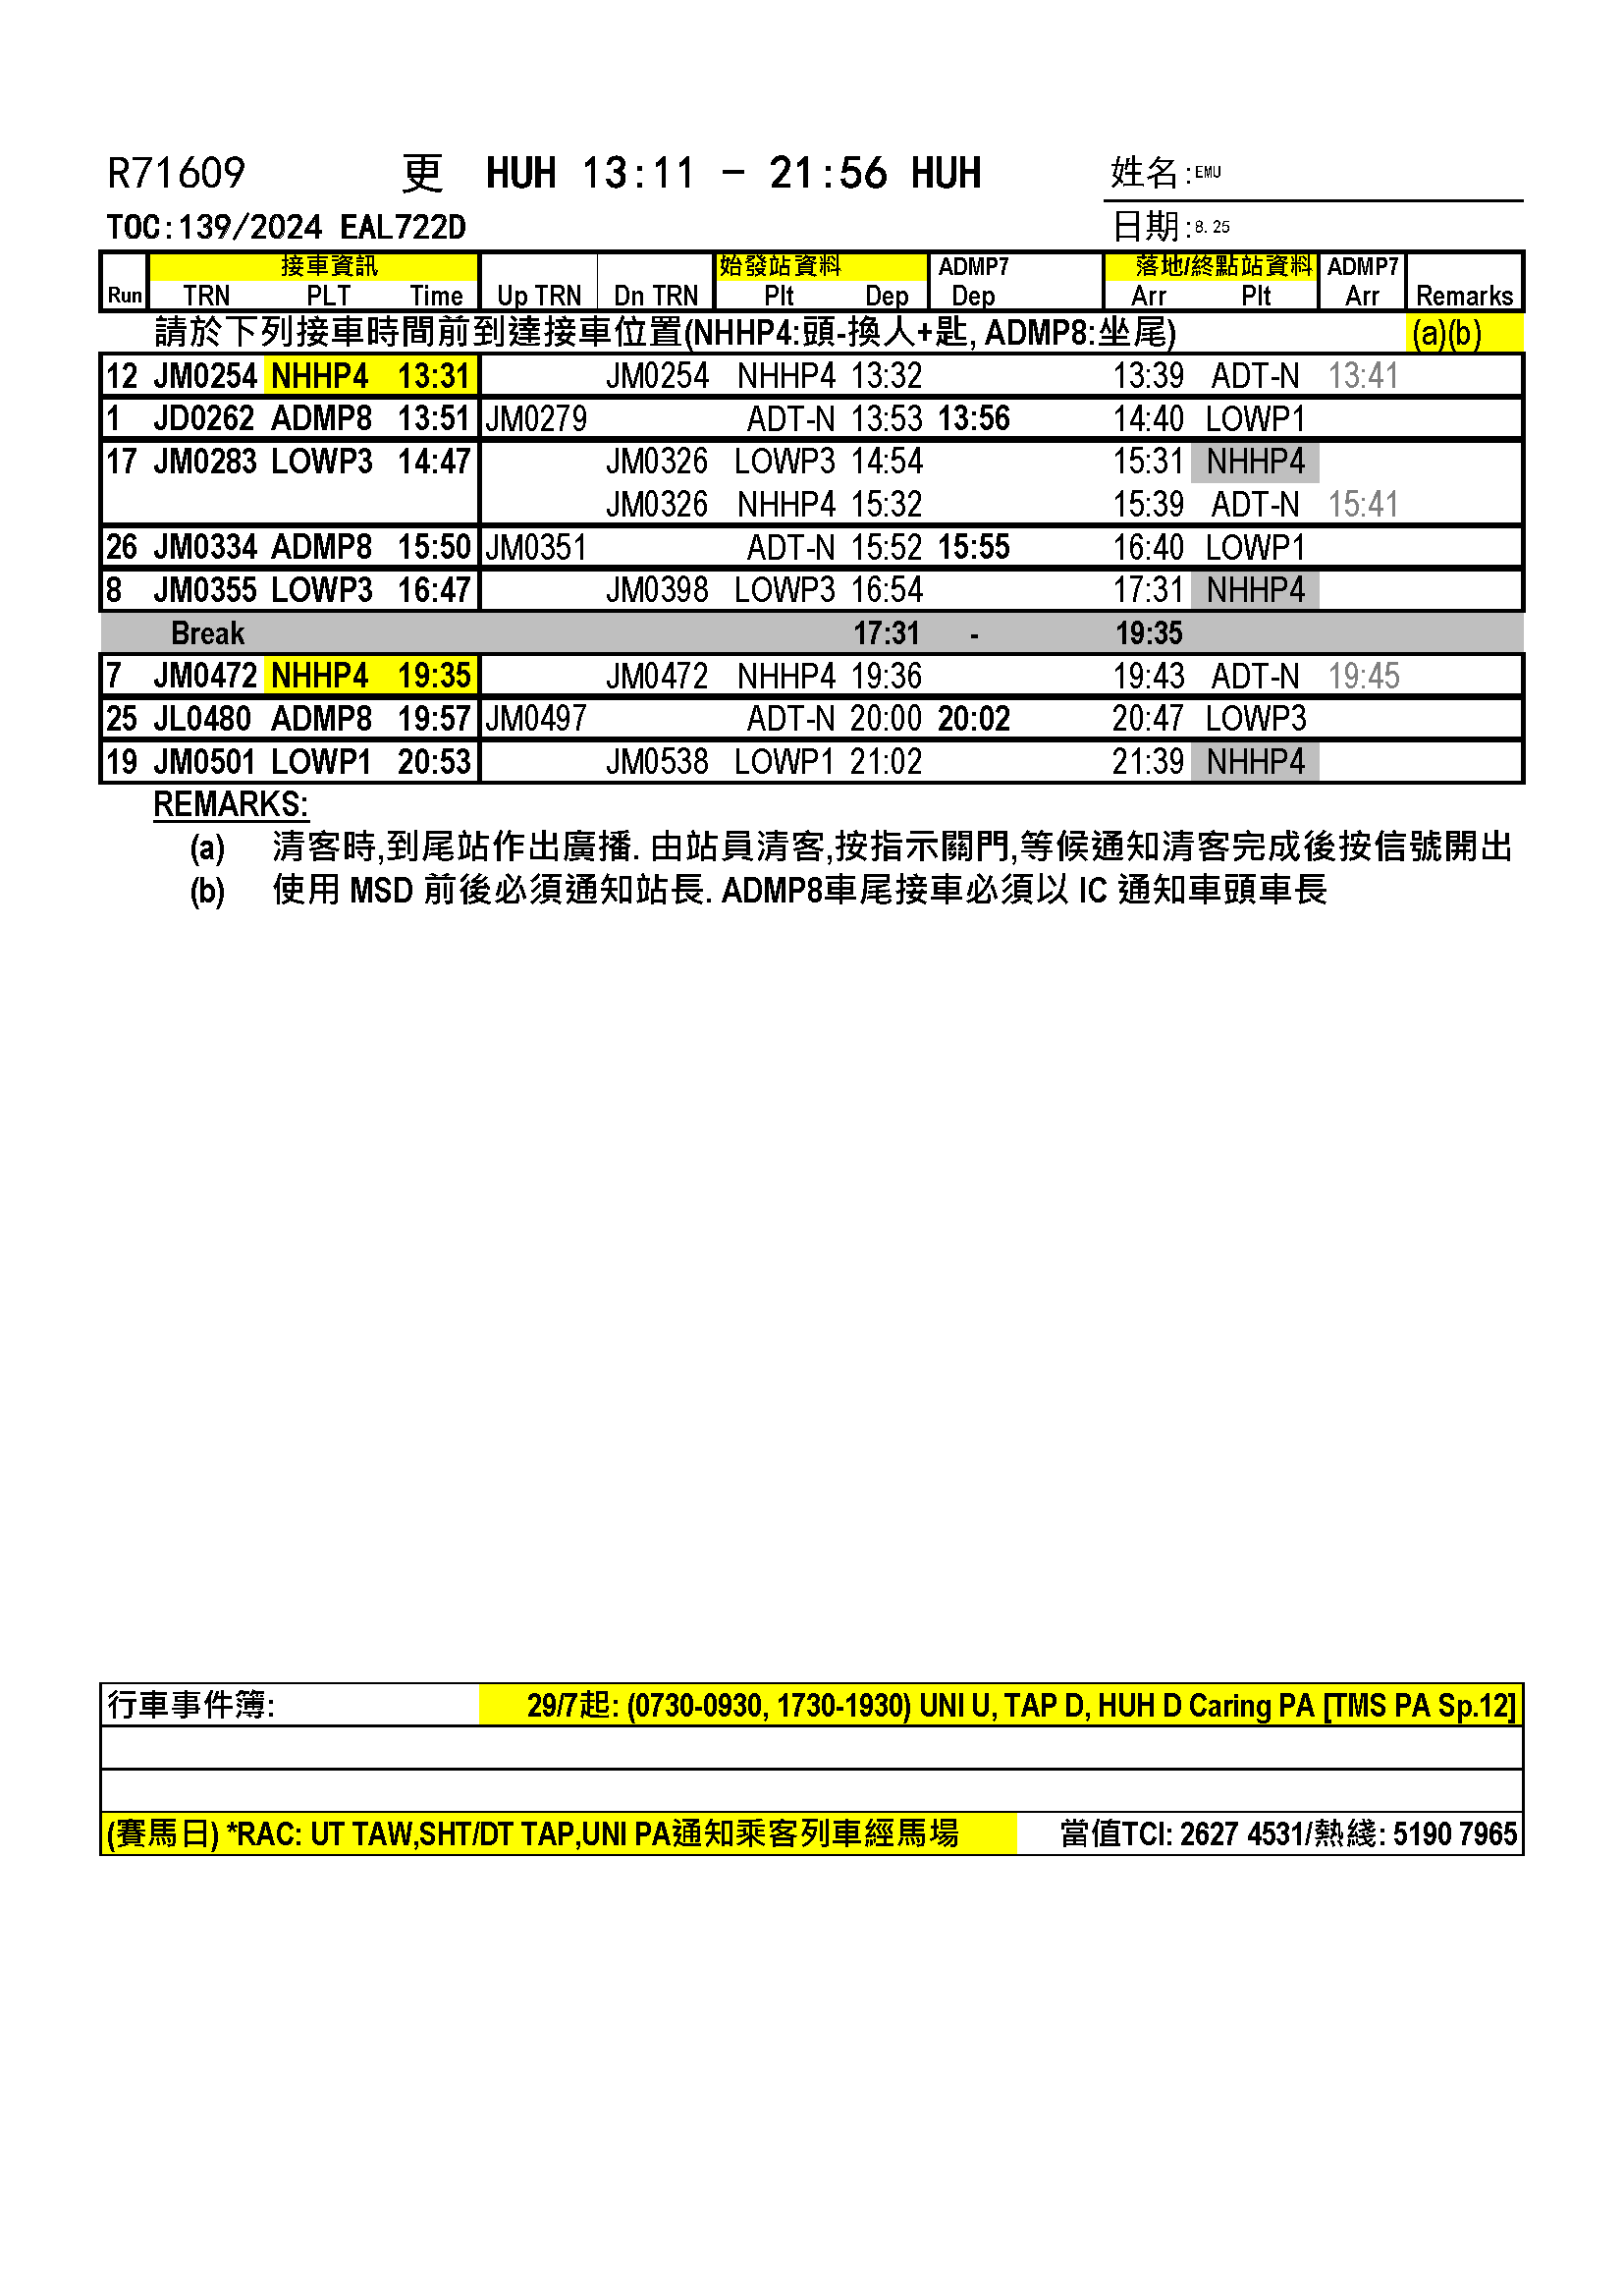 R71609 更 HUH 13:11 - 21:56 HUH 姓名:EMU
TOC:139/2024 EAL722D 日期:8.25
接車資訊 始發站資料 ADMP7 落地/終點站資料 ADMP7
Run TRN PLT Time Up TRN Dn TRN Plt Dep Dep Arr Plt Arr Remarks
請於下列接車時間前到達接車位置(NHHP4:頭-換人+匙, ADMP8:坐尾) (a)(b)
12 JM0254 NHHP4 13:31 JM0254 NHHP4 13:32 13:39 ADT-N 13:41
1 JD0262 ADMP8 13:51 JM0279 ADT-N 13:53 13:56 14:40 LOWP1
17 JM0283 LOWP3 14:47 JM0326 LOWP3 14:54 15:31 NHHP4
JM0326 NHHP4 15:32 15:39 ADT-N 15:41
26 JM0334 ADMP8 15:50 JM0351 ADT-N 15:52 15:55 16:40 LOWP1
8 JM0355 LOWP3 16:47 JM0398 LOWP3 16:54 17:31 NHHP4
Break 17:31 - 19:35
7 JM0472 NHHP4 19:35 JM0472 NHHP4 19:36 19:43 ADT-N 19:45
25 JL0480 ADMP8 19:57 JM0497 ADT-N 20:00 20:02 20:47 LOWP3
19 JM0501 LOWP1 20:53 JM0538 LOWP1 21:02 21:39 NHHP4
REMARKS:
(a) 清客時,到尾站作出廣播. 由站員清客,按指示關門,等候通知清客完成後按信號開出
(b) 使用 MSD 前後必須通知站長. ADMP8車尾接車必須以 IC 通知車頭車長
行車事件簿: 29/7起: (0730-0930, 1730-1930) UNI U, TAP D, HUH D Caring PA [TMS PA Sp.12]
(賽馬日) *RAC: UT TAW,SHT/DT TAP,UNI PA通知乘客列車經馬場 當值TCI: 2627 4531/熱綫: 5190 7965